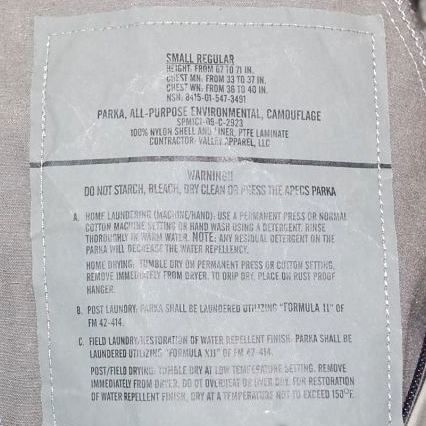 SMALL REGULAR
HEIGHT: FROM 67 TO 71 IN.
CHEST MN: FROM 33 TO 37 IN.
CHEST WN: FROM 36 TO 40 IN.
NSN: 8415-01-547-3491
PARKA, ALL-PURPOSE ENVIRONMENTAL, CAMOUFLAGE
SPM1C1-09-C-2923
100% NYLON SHELL AND LINER, PTFE LAMINATE
CONTRACTOR: VALLEY APPAREL, LLC
WARNING!!
DO NOT STARCH, BLEACH, DRY CLEAN OR PRESS THE APECS PARKA
A. HOME LAUNDERING (MACHINE/HAND): USE A PERMANENT PRESS OR NORMAL
COTTON MACHINE SETTING OR HAND WASH USING A DETERGENT. RINSE
THOROUGHLY IN WARM WATER. NOTE: ANY RESIDUAL DETERGENT ON THE
PARKA WILL DECREASE THE WATER REPELLENCY.
HOME DRYING: TUMBLE DRY ON PERMANENT PRESS OR COTTON SETTING,
REMOVE IMMEDIATELY FROM DRYER. TO DRIP DRY, PLACE ON RUST PROOF
HANGER.
B. POST LAUNDRY: PARKA SHALL BE LAUNDERED UTILIZING "FORMULA II" OF
FM 42-414.
C. FIELD LAUNDRY/RESTORATION OF WATER REPELLENT FINISH: PARKA SHALL BE
LAUNDERED UTILIZING "FORMULA XII" OF FM 42-414.
POST/FIELD DRYING: TUMBLE DRY AT LOW TEMPERATURE SETTING. REMOVE
IMMEDIATELY FROM DRYER. DO NOT OVERHEAT OR OVER DRY. FOR RESTORATION
OF WATER REPELLENT FINISH, DRY AT A TEMPERATURE NOT TO EXCEED 150°F.